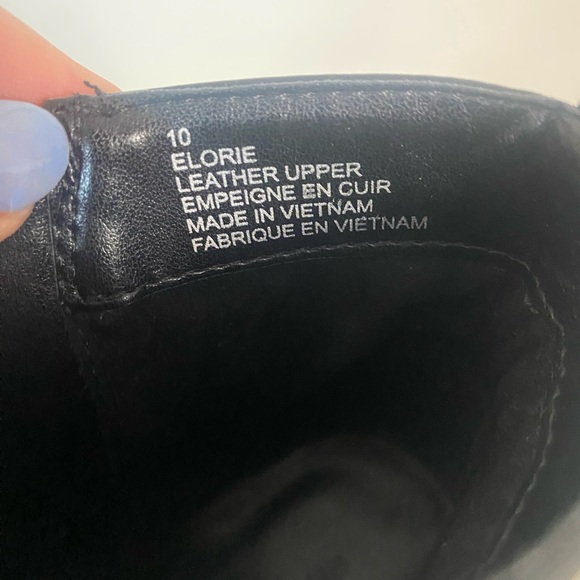 10
ELORIE
LEATHER UPPER
EMPEIGNE EN CUIR
MADE IN VIETNAM
FABRIQUE EN VIETNAM